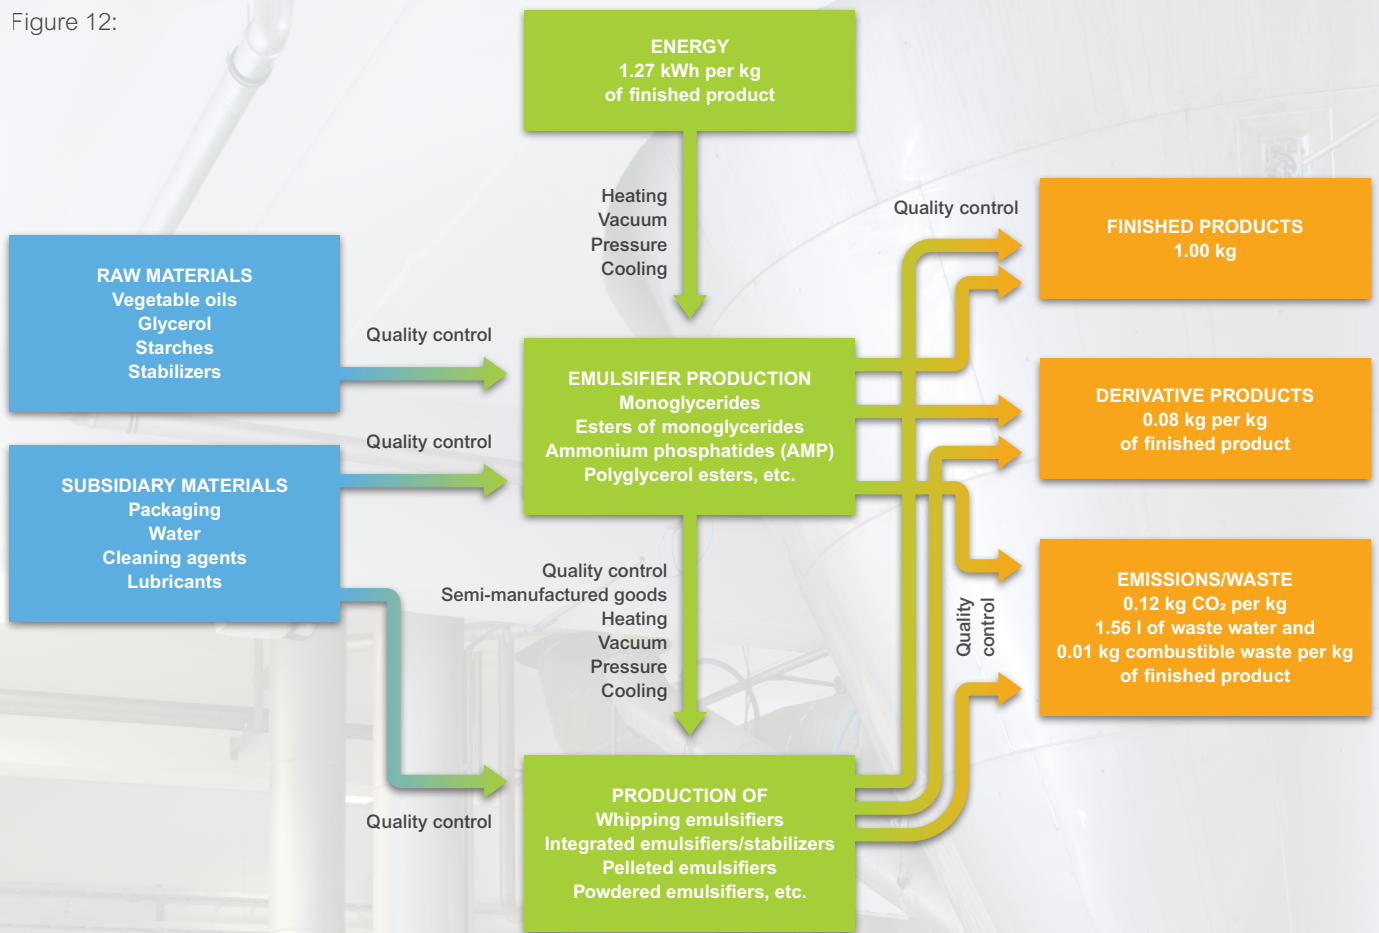 Figure 12:
ENERGY
1.27 kWh per kg
of finished product
Heating
Vacuum
Pressure
Cooling
Quality control
FINISHED PRODUCTS
1.00 kg
RAW MATERIALS
Vegetable oils
Glycerol
Starches
Stabilizers
Quality control
EMULSIFIER PRODUCTION
Monoglycerides
Esters of monoglycerides
Ammonium phosphatides (AMP)
Polyglycerol esters, etc.
DERIVATIVE PRODUCTS
0.08 kg per kg
of finished product
Quality control
SUBSIDIARY MATERIALS
Packaging
Water
Cleaning agents
Lubricants
Quality control
Semi-manufactured goods
Heating
Vacuum
Pressure
Cooling
Quality
control
EMISSIONS/WASTE
0.12 kg CO₂ per kg
1.56 l of waste water and
0.01 kg combustible waste per kg
of finished product
Quality control
PRODUCTION OF
Whipping emulsifiers
Integrated emulsifiers/stabilizers
Pelleted emulsifiers
Powdered emulsifiers, etc.